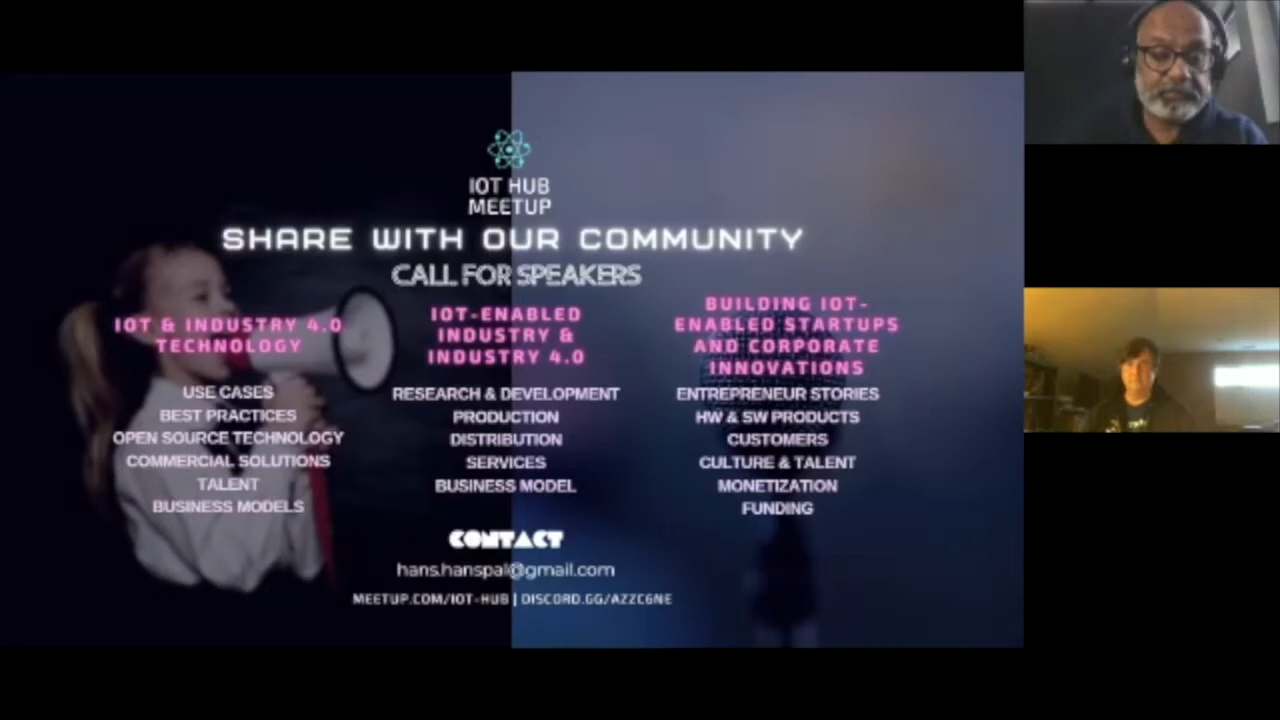 IOT HUB
MEETUP
SHARE WITH OUR COMMUNITY
CALL FOR SPEAKERS
IOT & INDUSTRY 4.0
TECHNOLOGY
USE CASES
BEST PRACTICES
OPEN SOURCE TECHNOLOGY
COMMERCIAL SOLUTIONS
TALENT
BUSINESS MODELS
IOT-ENABLED
INDUSTRY &
INDUSTRY 4.0
RESEARCH & DEVELOPMENT
PRODUCTION
DISTRIBUTION
SERVICES
BUSINESS MODEL
BUILDING IOT-
ENABLED STARTUPS
AND CORPORATE
INNOVATIONS
ENTREPRENEUR STORIES
HW & SW PRODUCTS
CUSTOMERS
CULTURE & TALENT
MONETIZATION
FUNDING
CONTACT
hans.hanspal@gmail.com
MEETUP.COM/IOT-HUB | DISCORD.GG/AZZC6NE